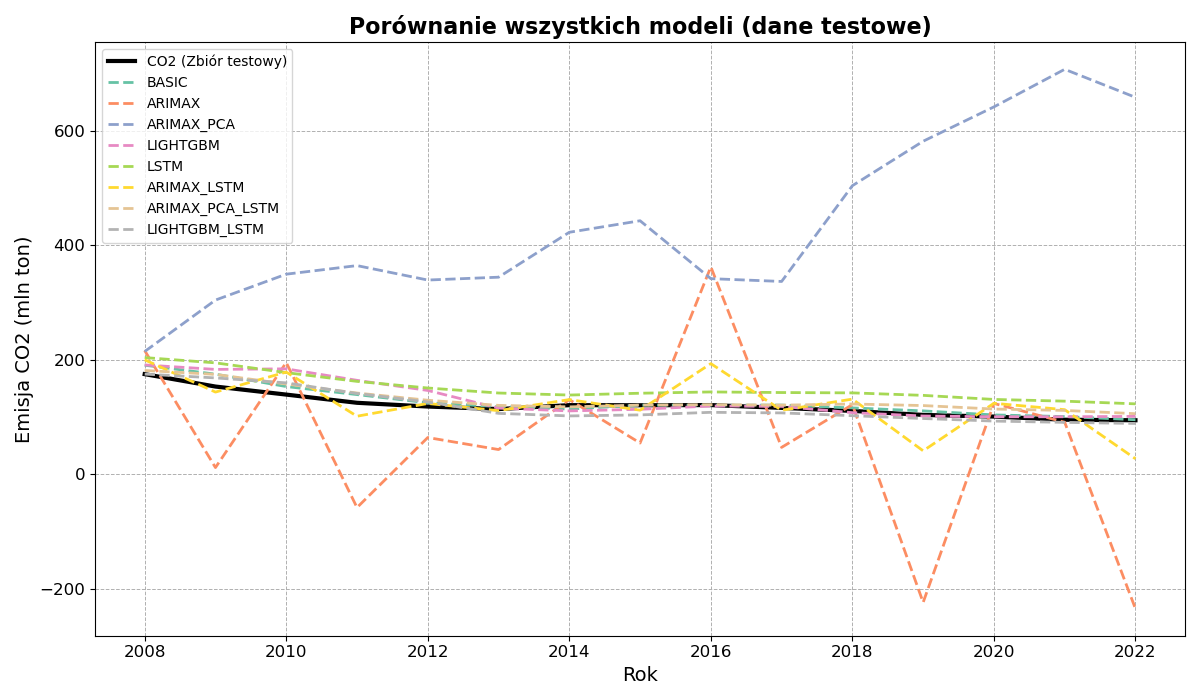 Porównanie wszystkich modeli (dane testowe)
CO2 (Zbiór testowy)
BASIC
ARIMAX
ARIMAX_PCA
LIGHTGBM
LSTM
ARIMAX_LSTM
ARIMAX_PCA_LSTM
LIGHTGBM_LSTM
Emisja CO2 (mln ton)
600
400
200
0
−200
2008 2010 2012 2014 2016 2018 2020 2022
Rok